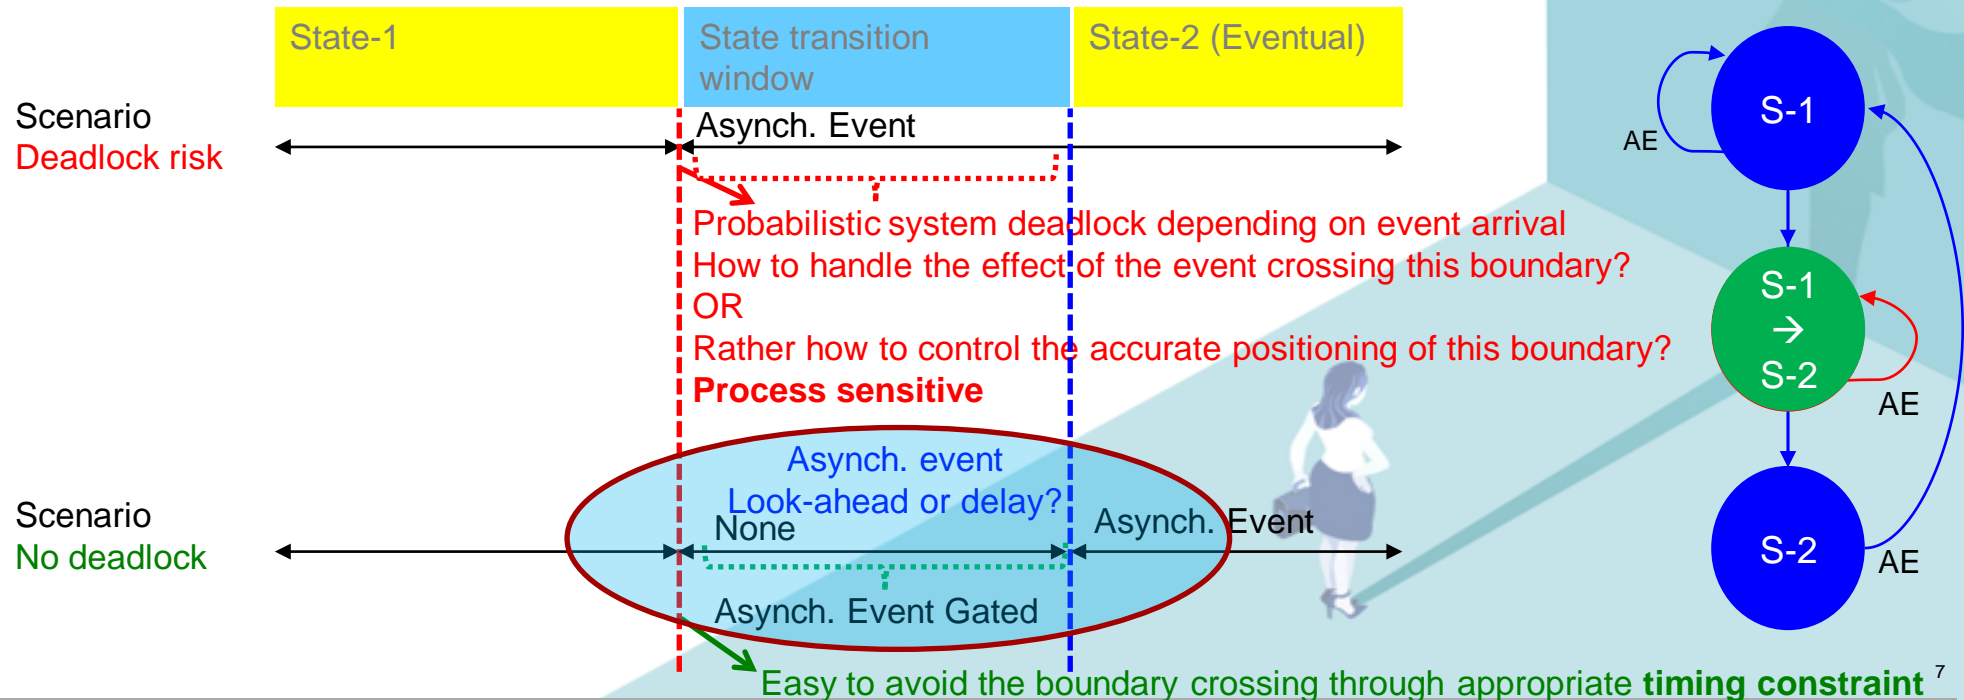 State-1
State transition
window
State-2 (Eventual)
Scenario
Deadlock risk
Asynch. Event
Probabilistic system deadlock depending on event arrival
How to handle the effect of the event crossing this boundary?
OR
Rather how to control the accurate positioning of this boundary?
Process sensitive
Scenario
No deadlock
Asynch. event
Look-ahead or delay?
None
Asynch. Event
Asynch. Event Gated
Easy to avoid the boundary crossing through appropriate timing constraint
7
S-1
AE
S-1
→
S-2
AE
S-2
AE